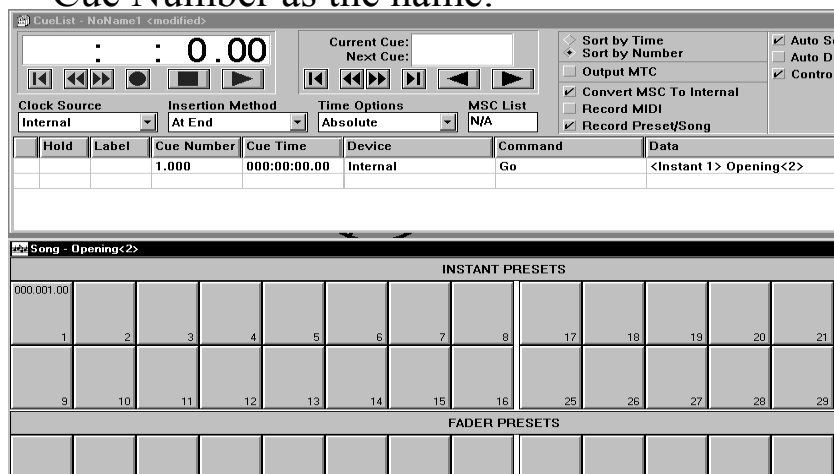 Cue Number as the name.
CueList - NoName1 <modified>
: : 0.00
Current Cue:
Next Cue:
Sort by Time
Sort by Number
Output MTC
Convert MSC To Internal
Record MIDI
Record Preset/Song
Auto S
Auto D
Contro
Clock Source Insertion Method Time Options MSC List
Internal At End Absolute N/A
Hold Label Cue Number Cue Time Device Command Data
1.000 000:00:00.00 Internal Go <Instant 1> Opening<2>
Song - Opening<2>
INSTANT PRESETS
000.001.00
1 2 3 4 5 6 7 8 17 18 19 20 21
9 10 11 12 13 14 15 16 25 26 27 28 29
FADER PRESETS